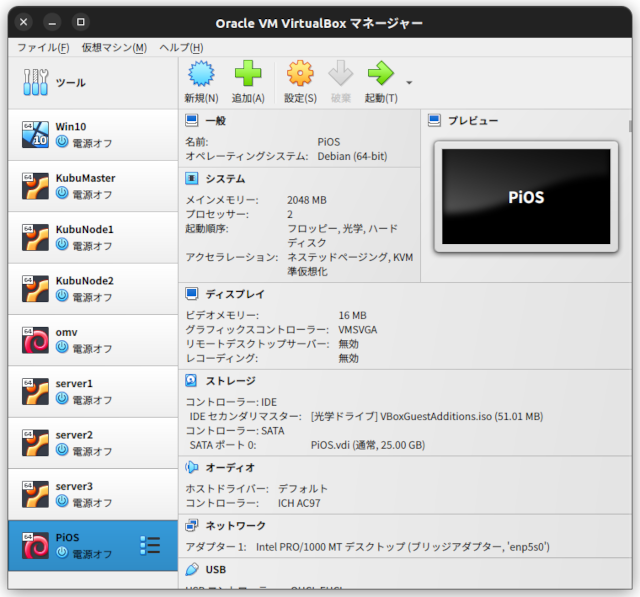 Oracle VM VirtualBox マネージャー
ファイル(F) 仮想マシン(M) ヘルプ(H)
ツール
64
Win10
10
電源オフ
64
KubuMaster
電源オフ
64
KubuNode1
電源オフ
64
KubuNode2
電源オフ
64
omv
電源オフ
64
server1
電源オフ
64
server2
電源オフ
64
server3
電源オフ
64
PiOS
電源オフ
新規(N) 追加(A) 設定(S) 破棄 起動(T)
一般
名前: PiOS
オペレーティングシステム: Debian (64-bit)
システム
メインメモリー: 2048 MB
プロセッサー: 2
起動順序: フロッピー, 光学, ハード
ディスク
アクセラレーション: ネステッドページング, KVM
準仮想化
プレビュー
PiOS
ディスプレイ
ビデオメモリー: 16 MB
グラフィックスコントローラー: VMSVGA
リモートデスクトップサーバー: 無効
レコーディング: 無効
ストレージ
コントローラー: IDE
IDE セカンダリマスター: [光学ドライブ] VBoxGuestAdditions.iso (51.01 MB)
コントローラー: SATA
SATA ポート 0: PiOS.vdi (通常, 25.00 GB)
オーディオ
ホストドライバー: デフォルト
コントローラー: ICH AC97
ネットワーク
アダプター 1: Intel PRO/1000 MT デスクトップ (ブリッジアダプター, 'enp5s0')
USB